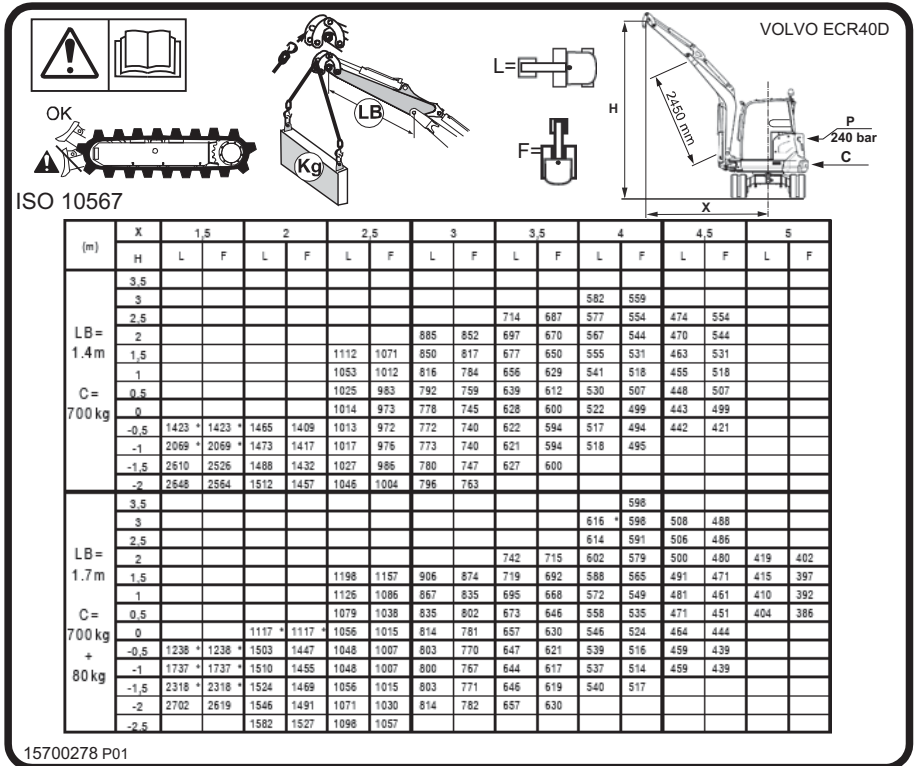 VOLVO ECR40D
OK
LB
Kg
L=
F=
H
2450 mm
P
240 bar
C
X
ISO 10567
(m) X 1,5 2 2,5 3 3,5 4 4,5 5
H L F L F L F L F L F L F L F L F
LB= 1.4m C= 700 kg
3,5
3 582 559
2,5 714 687 577 554 474 554
2 885 852 697 670 567 544 470 544
1,5 1112 1071 850 817 677 650 555 531 463 531
1 1053 1012 816 784 656 629 541 518 455 518
0,5 1025 983 792 759 639 612 530 507 448 507
0 1014 973 778 745 628 600 522 499 443 499
-0,5 1423 * 1423 * 1465 1409 1013 972 772 740 622 594 517 494 442 421
-1 2069 * 2069 * 1473 1417 1017 976 773 740 621 594 518 495
-1,5 2610 2526 1488 1432 1027 986 780 747 627 600
-2 2648 2564 1512 1457 1046 1004 796 763
LB= 1.7m C= 700 kg + 80 kg
3,5 598
3 616 * 598 508 488
2,5 614 591 506 486
2 742 715 602 579 500 480 419 402
1,5 1198 1157 906 874 719 692 588 565 491 471 415 397
1 1126 1086 867 835 695 668 572 549 481 461 410 392
0,5 1079 1038 835 802 673 646 558 535 471 451 404 386
0 1117 * 1117 * 1056 1015 814 781 657 630 546 524 464 444
-0,5 1238 * 1238 * 1503 1447 1048 1007 803 770 647 621 539 516 459 439
-1 1737 * 1737 * 1510 1455 1048 1007 800 767 644 617 537 514 459 439
-1,5 2318 * 2318 * 1524 1469 1056 1015 803 771 646 619 540 517
-2 2702 2619 1546 1491 1071 1030 814 782 657 630
-2,5 1582 1527 1098 1057
15700278 P01